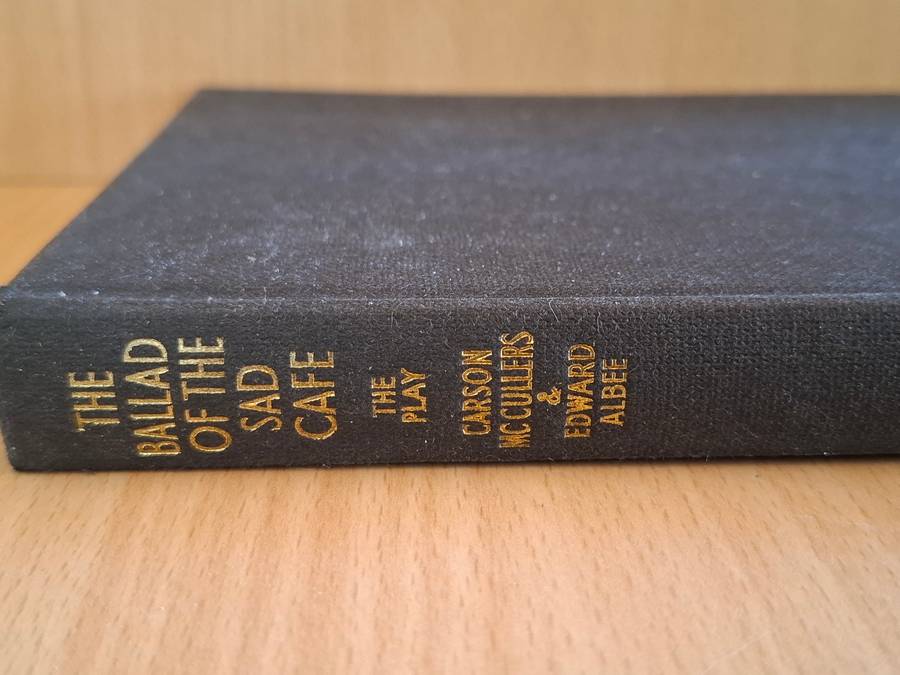 THE
BALLAD
OF THE
SAD
CAFE
THE
PLAY
CARSON
MCCULLERS
&
EDWARD
ALBEE